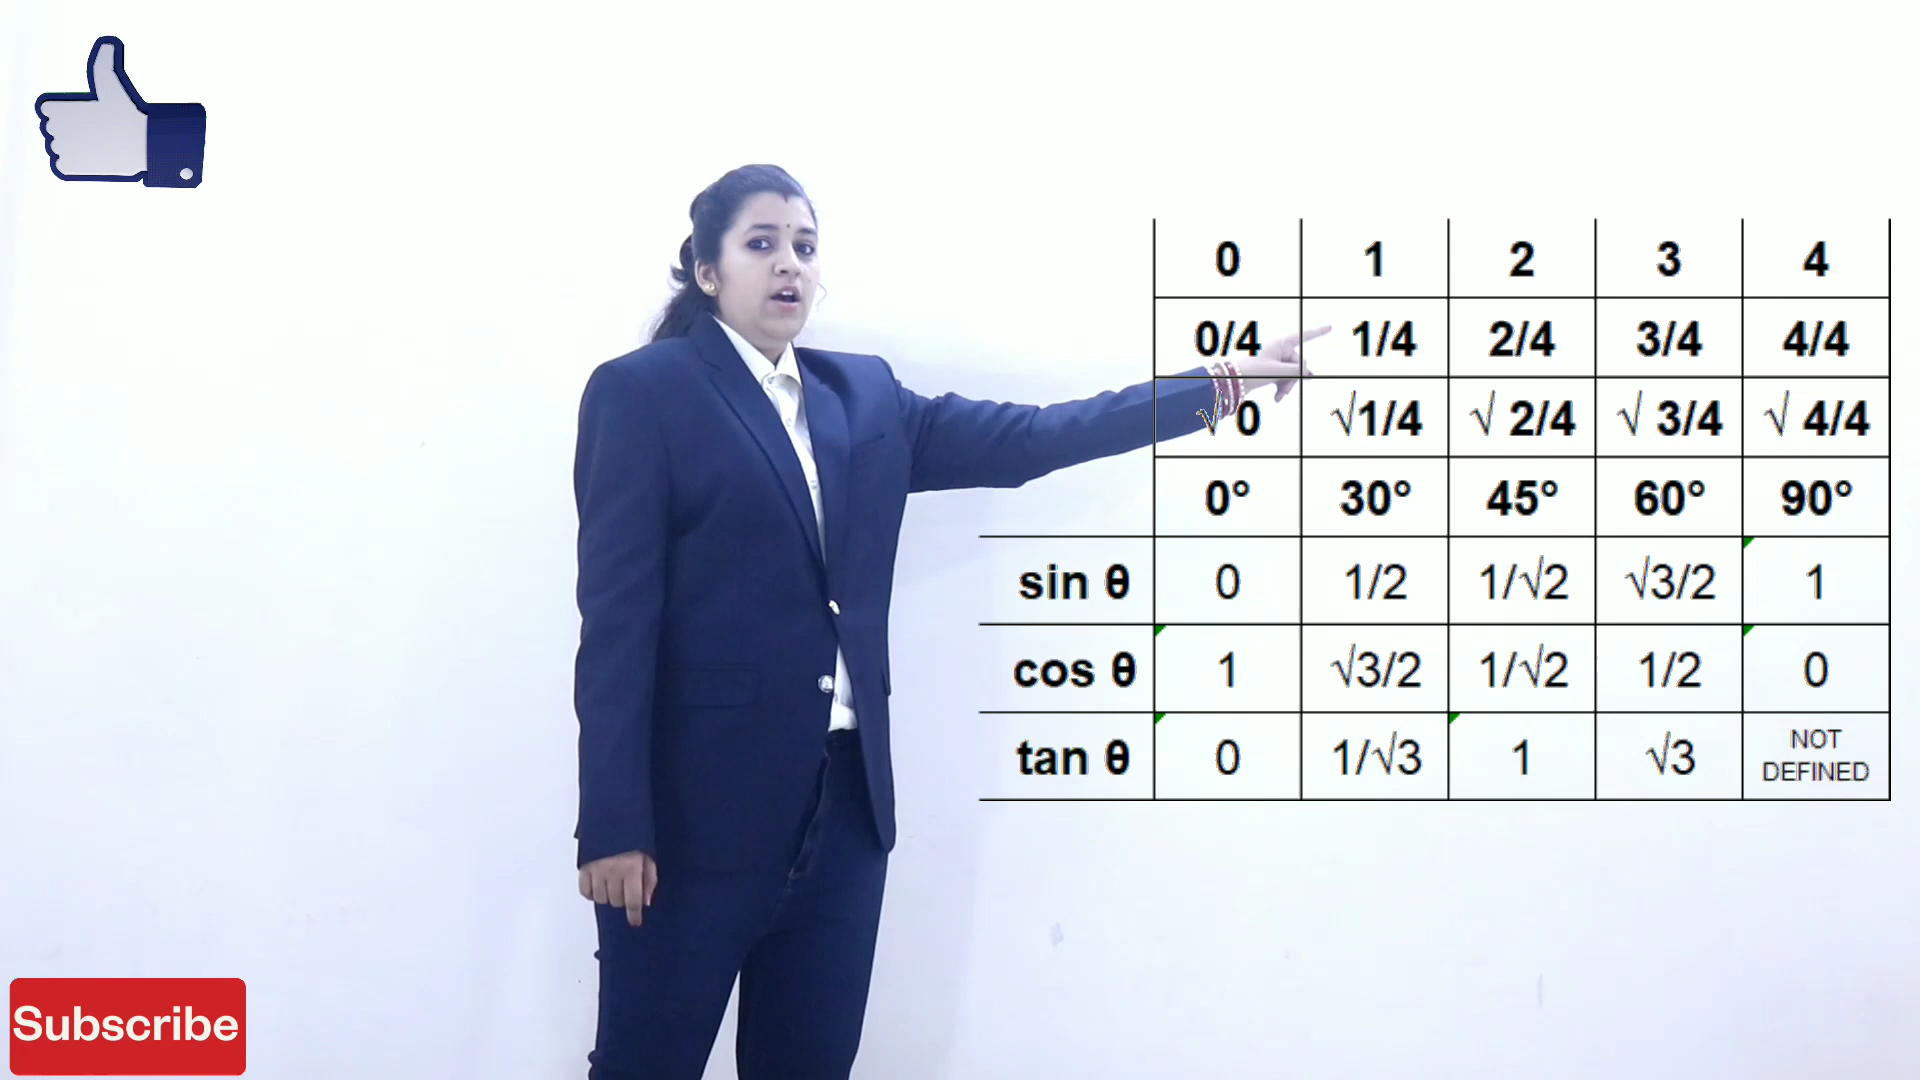 0 1 2 3 4
0/4 1/4 2/4 3/4 4/4
√ 0 √1/4 √ 2/4 √ 3/4 √ 4/4
0° 30° 45° 60° 90°
sin θ 0 1/2 1/√2 √3/2 1
cos θ 1 √3/2 1/√2 1/2 0
tan θ 0 1/√3 1 √3 NOT DEFINED
Subscribe